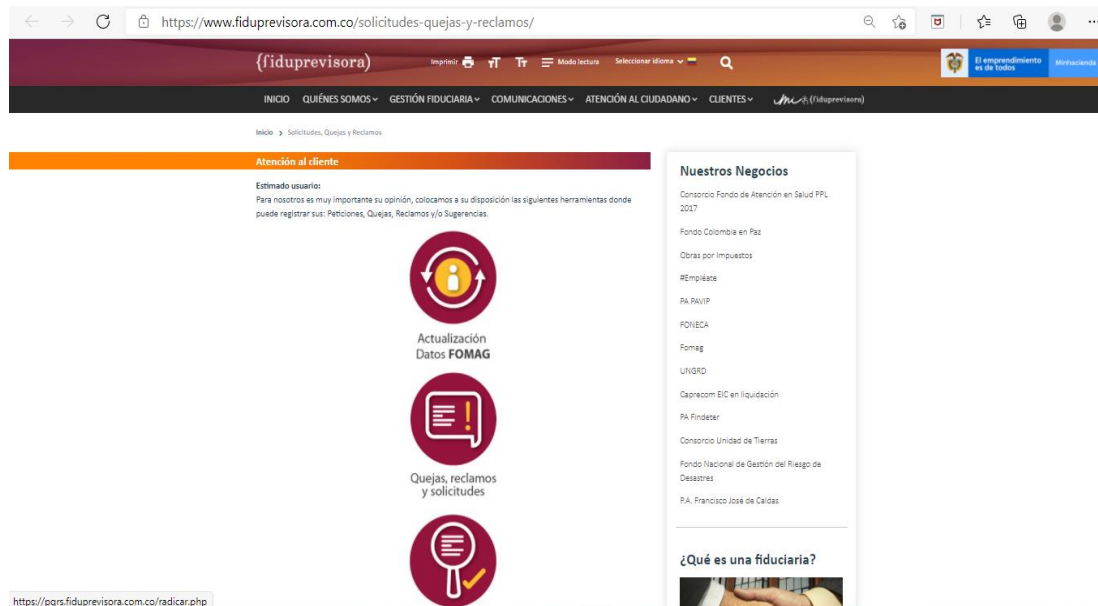 https://www.fiduprevisora.com.co/solicitudes-quejas-y-reclamos/
{fiduprevisora)
Imprimir
Modo lectura
Seleccionar idioma
El emprendimiento
es de todos
Minhacienda
INICIO QUIÉNES SOMOS GESTIÓN FIDUCIARIA COMUNICACIONES ATENCIÓN AL CIUDADANO CLIENTES
{fiduprevisora)
Inicio > Solicitudes, Quejas y Reclamos
Atención al cliente
Estimado usuario:
Para nosotros es muy importante su opinión, colocamos a su disposición las siguientes herramientas donde
puede registrar sus: Peticiones, Quejas, Reclamos y/o Sugerencias.
Actualización
Datos FOMAG
Quejas, reclamos
y solicitudes
Nuestros Negocios
Consorcio Fondo de Atención en Salud PPL
2017
Fondo Colombia en Paz
Obras por Impuestos
#Empléate
PA PAVIP
FONECA
Fomag
UNGRD
Caprecom EIC en liquidación
PA Findeter
Consorcio Unidad de Tierras
Fondo Nacional de Gestión del Riesgo de
Desastres
P.A. Francisco José de Caldas
¿Qué es una fiduciaria?
https://pqrs.fiduprevisora.com.co/radicar.php